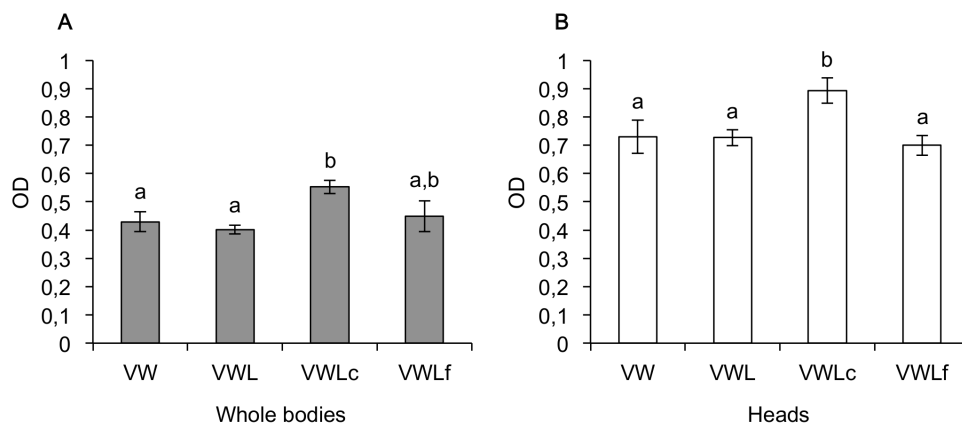 A
1
0,9
0,8
0,7
0,6
0,5
0,4
0,3
0,2
0,1
0
OD
a
a
b
a,b
VW VWL VWLc VWLf
Whole bodies
B
1
0,9
0,8
0,7
0,6
0,5
0,4
0,3
0,2
0,1
0
OD
a
a
b
a
VW VWL VWLc VWLf
Heads